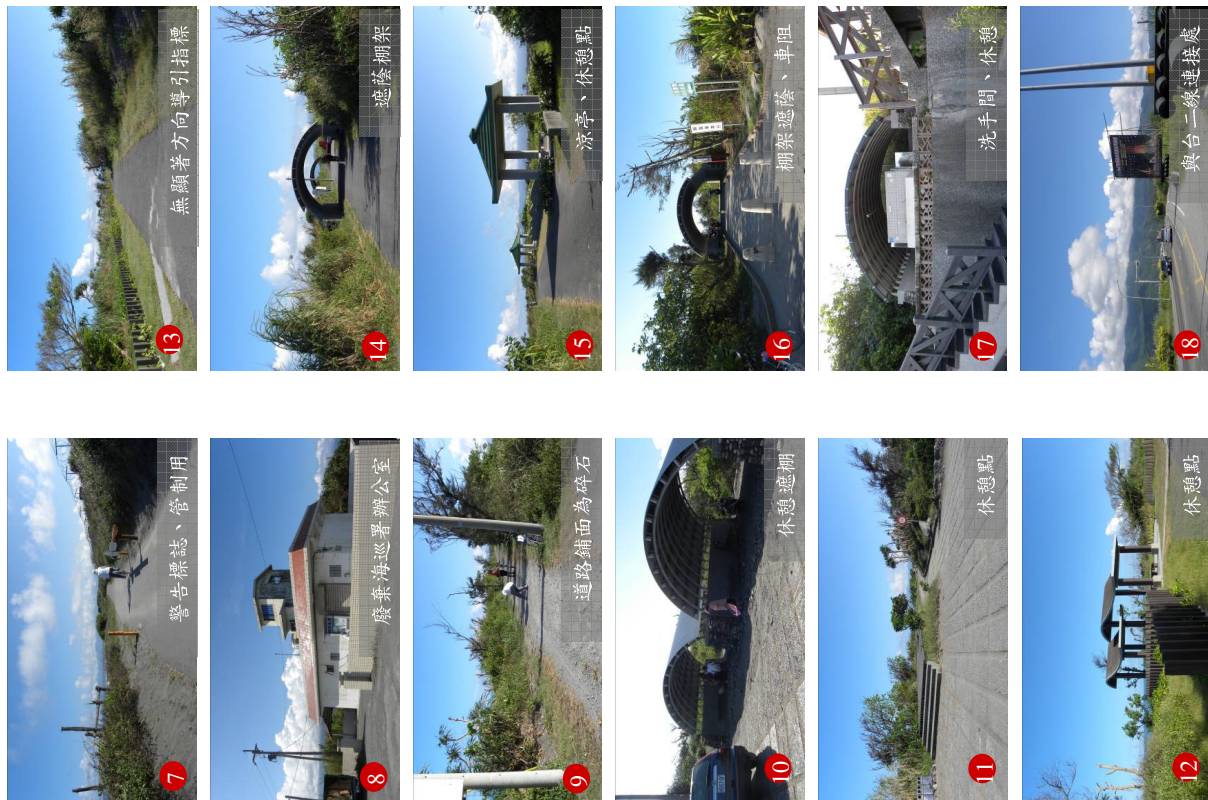 7
警告標誌、管制用
8
廢棄海巡署辦公室
9
道路鋪面為碎石
10
休憩遮棚
11
休憩點
12
休憩點
13
無顯著方向導引指標
14
遮蔭棚架
15
涼亭、休憩點
16
棚架遮蔭、車阻
17
洗手間、休憩
18
與台二線連接處